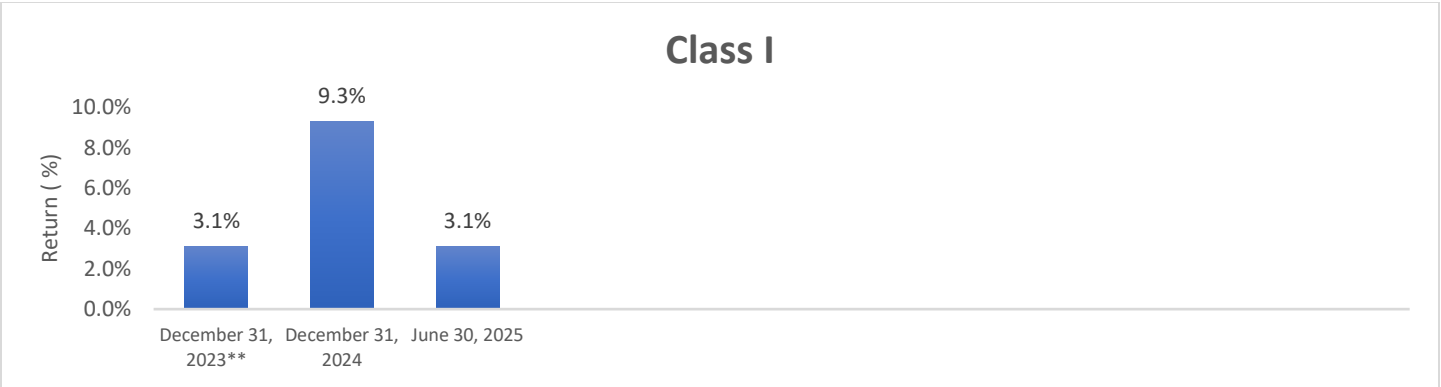 Class I
10.0%
8.0%
6.0%
4.0%
2.0%
0.0%
Return ( %)
3.1%
9.3%
3.1%
December 31,
2023**
December 31,
2024
June 30, 2025